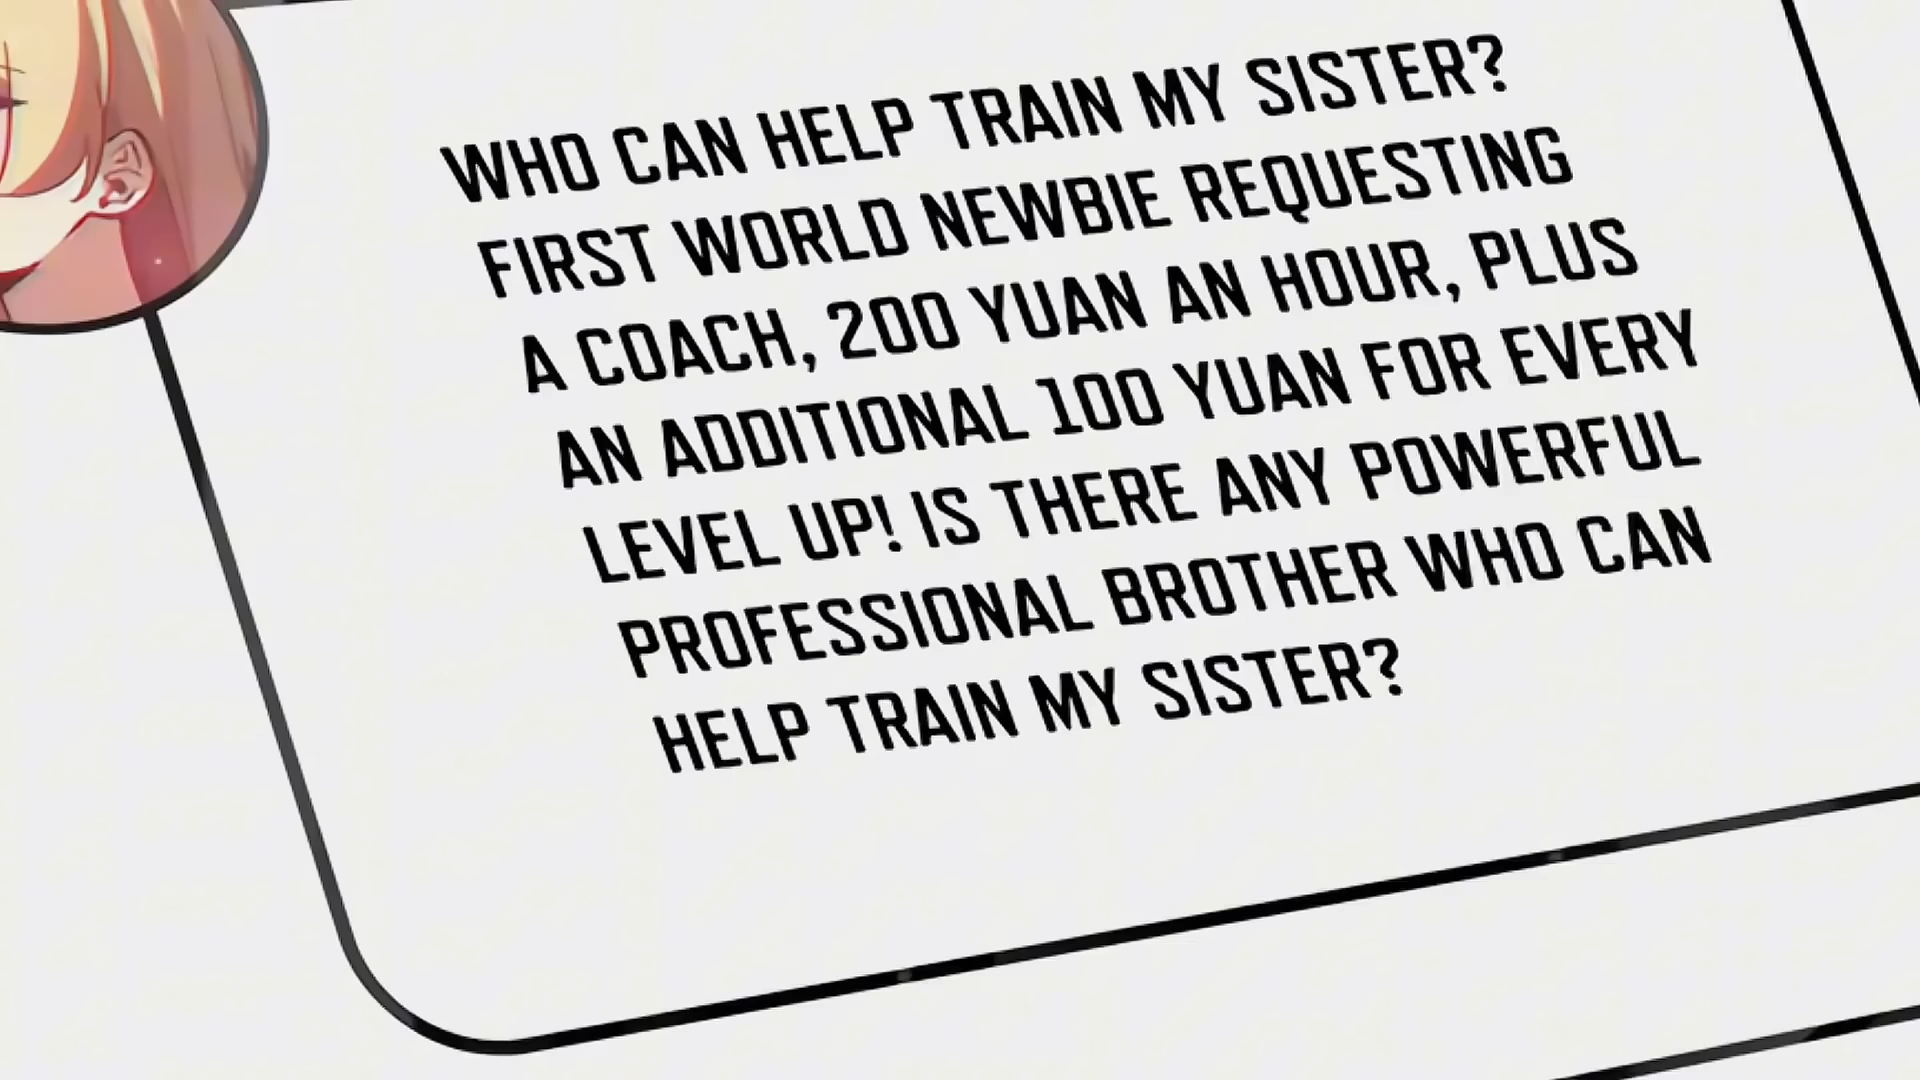 WHO CAN HELP TRAIN MY SISTER?
FIRST WORLD NEWBIE REQUESTING
A COACH, 200 YUAN AN HOUR, PLUS
AN ADDITIONAL 100 YUAN FOR EVERY
LEVEL UP! IS THERE ANY POWERFUL
PROFESSIONAL BROTHER WHO CAN
HELP TRAIN MY SISTER?